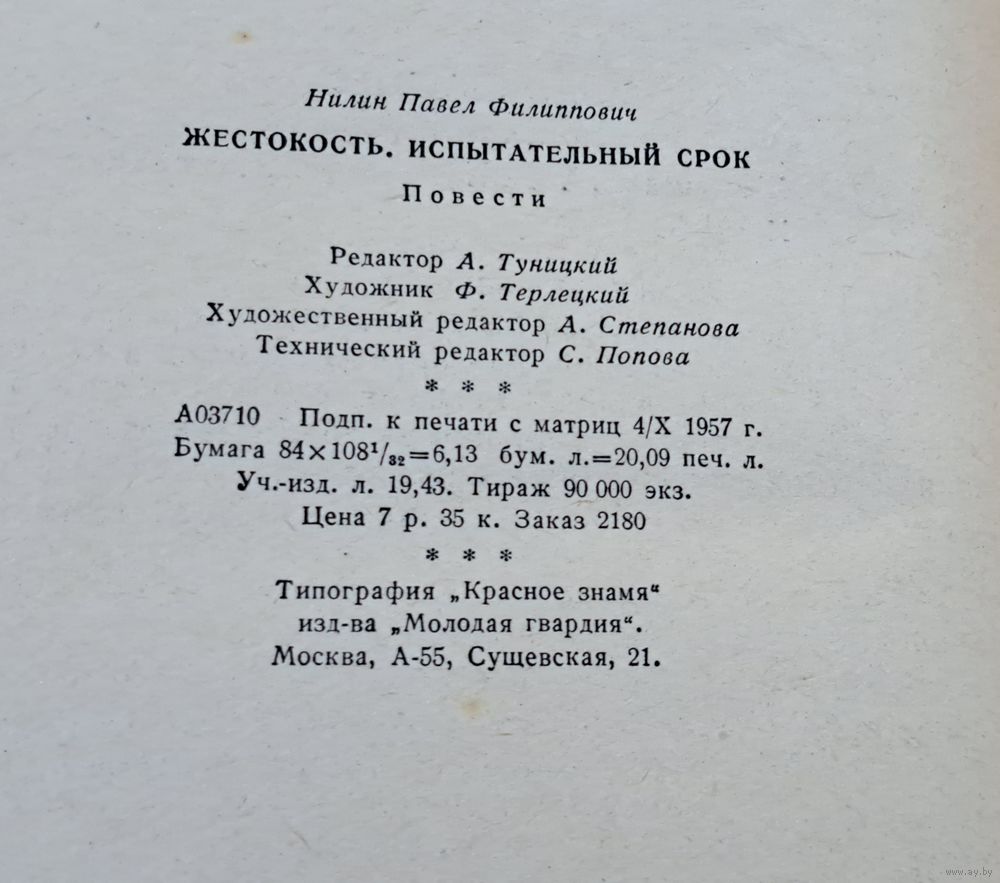 Нилин Павел Филиппович
ЖЕСТОКОСТЬ. ИСПЫТАТЕЛЬНЫЙ СРОК
Повести
Редактор А. Туницкий
Художник Ф. Терлецкий
Художественный редактор А. Степанова
Технический редактор С. Попова
* * *
А03710 Подп. к печати с матриц 4/X 1957 г.
Бумага 84×108¹/₃₂=6,13 бум. л.=20,09 печ. л.
Уч.-изд. л. 19,43. Тираж 90 000 экз.
Цена 7 р. 35 к. Заказ 2180
* * *
Типография „Красное знамя“
изд-ва „Молодая гвардия“.
Москва, А-55, Сущевская, 21.
www.ay.by